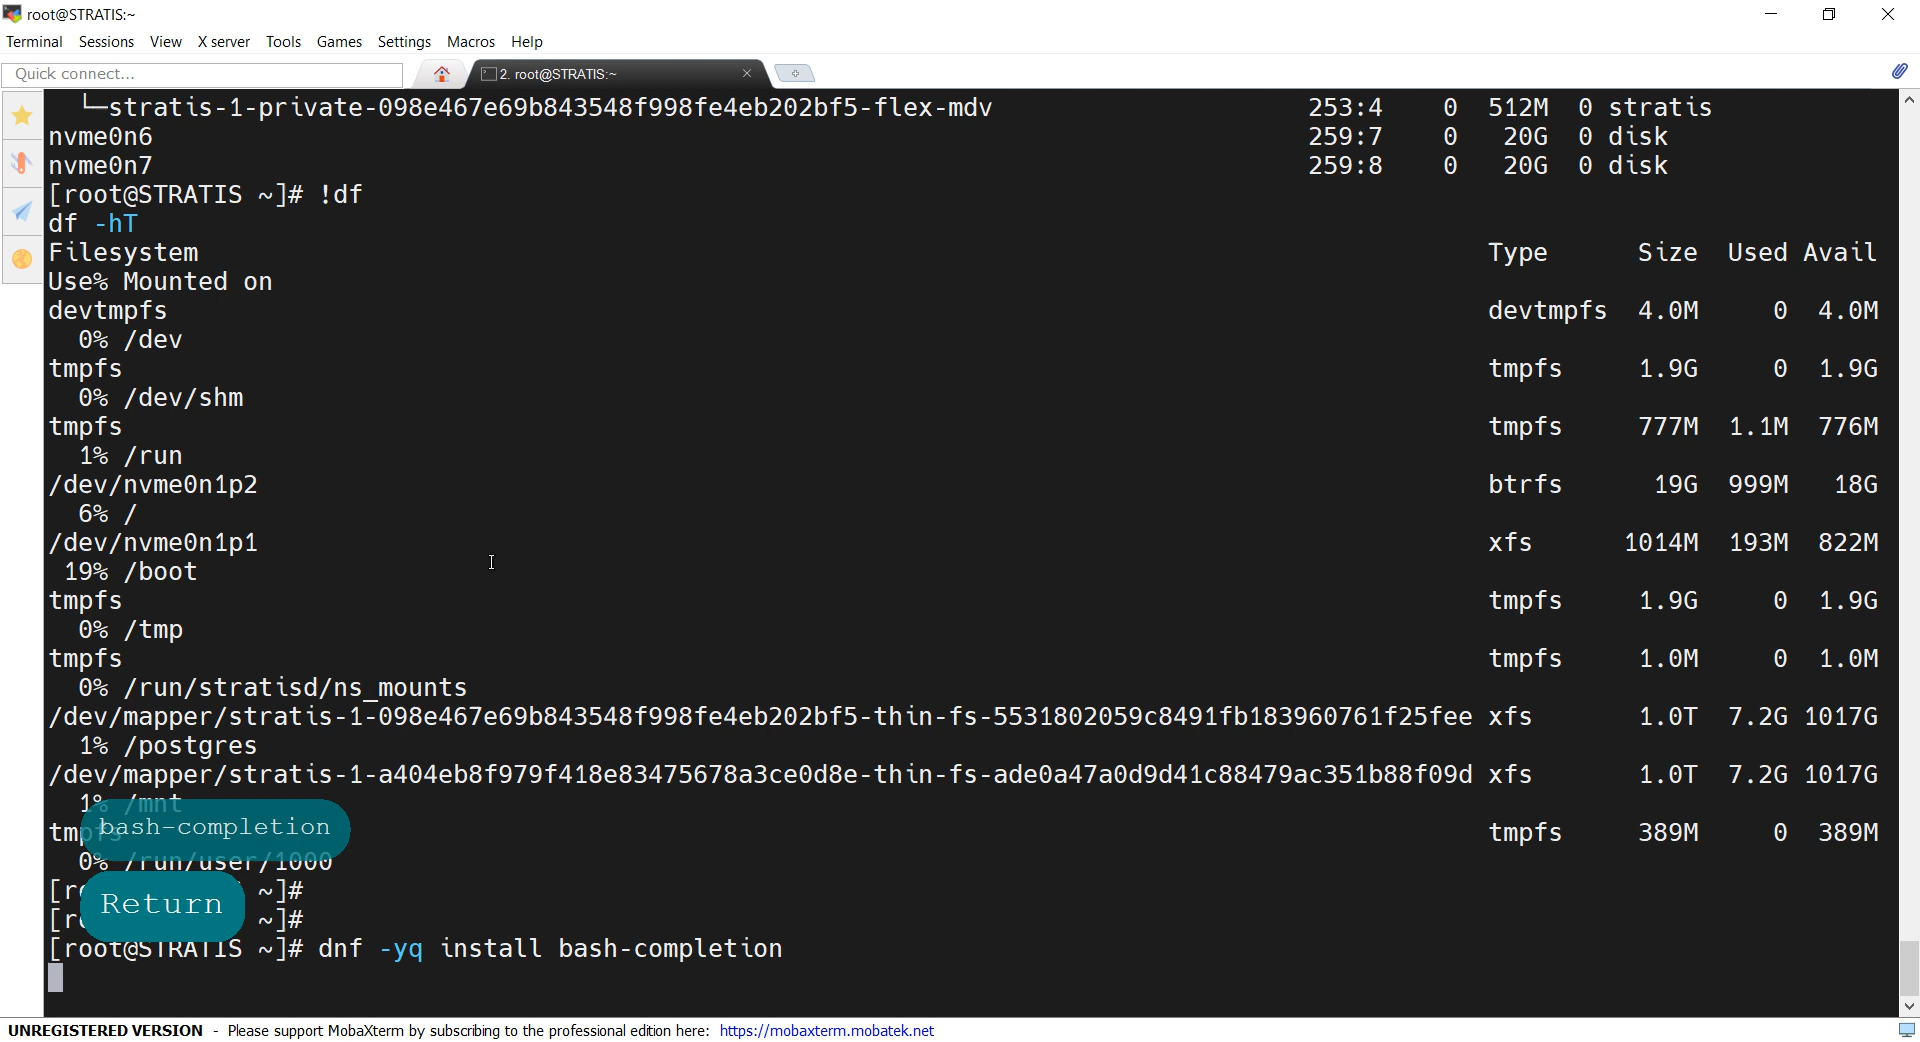 root@STRATIS:~
Terminal Sessions View X server Tools Games Settings Macros Help
Quick connect...
2. root@STRATIS:~
└─stratis-1-private-098e467e69b843548f998fe4eb202bf5-flex-mdv 253:4 0 512M 0 stratis
nvme0n6 259:7 0 20G 0 disk
nvme0n7 259:8 0 20G 0 disk
[root@STRATIS ~]# !df
df -hT
Filesystem Type Size Used Avail
Use% Mounted on
devtmpfs devtmpfs 4.0M 0 4.0M
0% /dev
tmpfs tmpfs 1.9G 0 1.9G
0% /dev/shm
tmpfs tmpfs 777M 1.1M 776M
1% /run
/dev/nvme0n1p2 btrfs 19G 999M 18G
6% /
/dev/nvme0n1p1 xfs 1014M 193M 822M
19% /boot
tmpfs tmpfs 1.9G 0 1.9G
0% /tmp
tmpfs tmpfs 1.0M 0 1.0M
0% /run/stratisd/ns_mounts
/dev/mapper/stratis-1-098e467e69b843548f998fe4eb202bf5-thin-fs-5531802059c8491fb183960761f25fee xfs 1.0T 7.2G 1017G
1% /postgres
/dev/mapper/stratis-1-a404eb8f979f418e83475678a3ce0d8e-thin-fs-ade0a47a0d9d41c88479ac351b88f09d xfs 1.0T 7.2G 1017G
1% /mnt
bash-completion
tmpfs tmpfs 389M 0 389M
0% /run/user/1000
~]#
Return
~]#
[root@STRATIS ~]# dnf -yq install bash-completion
UNREGISTERED VERSION - Please support MobaXterm by subscribing to the professional edition here: https://mobaxterm.mobatek.net